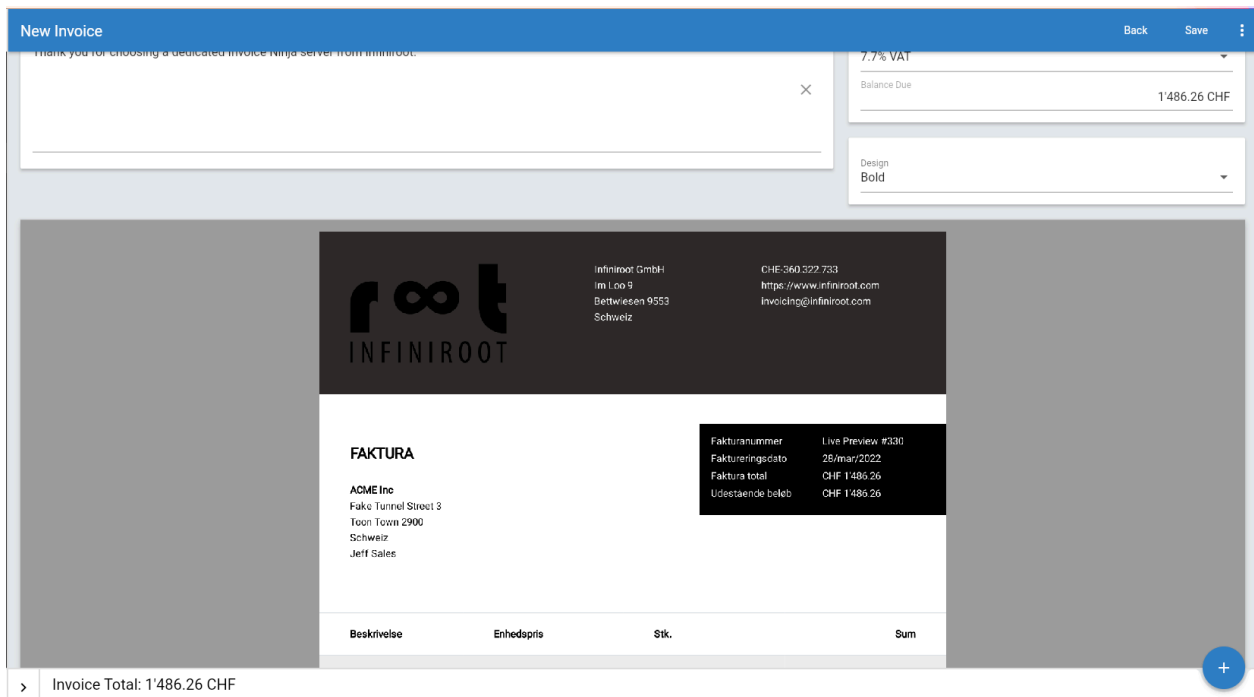 New Invoice
Back
Save
Thank you for choosing a dedicated Invoice Ninja server from Infiniroot.
7.7% VAT
Balance Due
1'486.26 CHF
Design
Bold
root
INFINIROOT
Infiniroot GmbH
Im Loo 9
Bettwiesen 9553
Schweiz
CHE-360.322.733
https://www.infiniroot.com
invoicing@infiniroot.com
FAKTURA
ACME Inc
Fake Tunnel Street 3
Toon Town 2900
Schweiz
Jeff Sales
Fakturanummer Live Preview #330
Faktureringsdato 28/mar/2022
Faktura total CHF 1'486.26
Udestående beløb CHF 1'486.26
Beskrivelse Enhedspris Stk. Sum
Invoice Total: 1'486.26 CHF